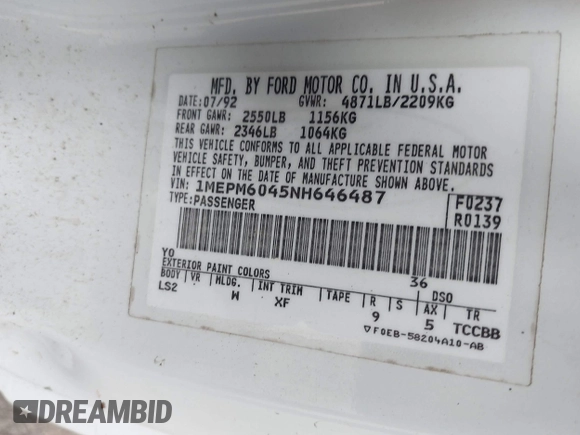 MFD. BY FORD MOTOR CO. IN U.S.A.
DATE: 07/92 GVWR: 4871LB/2209KG
FRONT GAWR: 2550LB 1156KG
REAR GAWR: 2346LB 1064KG
THIS VEHICLE CONFORMS TO ALL APPLICABLE FEDERAL MOTOR
VEHICLE SAFETY, BUMPER, AND THEFT PREVENTION STANDARDS
IN EFFECT ON THE DATE OF MANUFACTURE SHOWN ABOVE.
VIN: 1MEPM6045NH646487 F0237
TYPE: PASSENGER R0139
YO 36
EXTERIOR PAINT COLORS DSO
BODY VR MLDG. INT TRIM TAPE R S AX TR
LS2 W XF 9 5 TCCBB
▽F0EB-58204A10-AB
DREAMBID